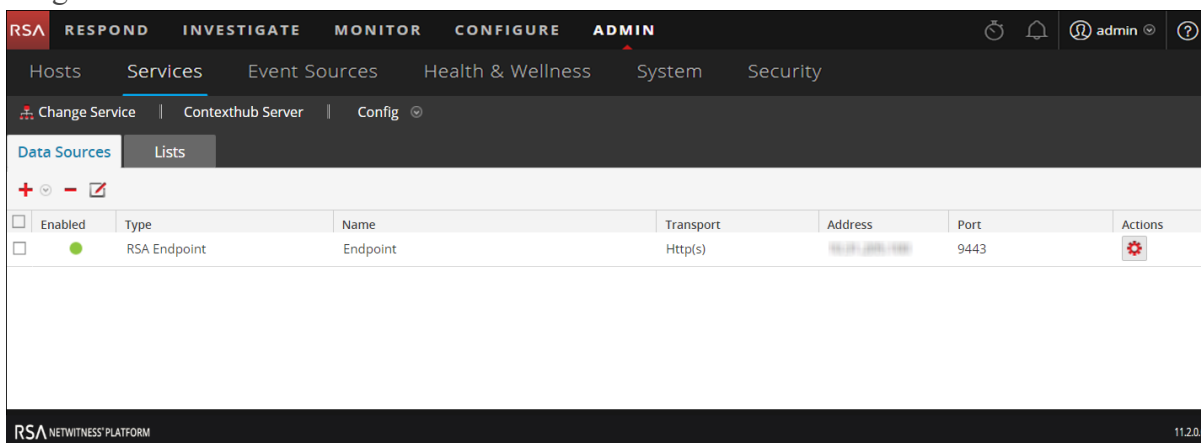 RSA RESPOND INVESTIGATE MONITOR CONFIGURE ADMIN admin ?
Hosts Services Event Sources Health & Wellness System Security
Change Service Contexthub Server Config
Data Sources Lists
Enabled Type Name Transport Address Port Actions
RSA Endpoint Endpoint Http(s) 9443
RSA NETWITNESS® PLATFORM 11.2.0.